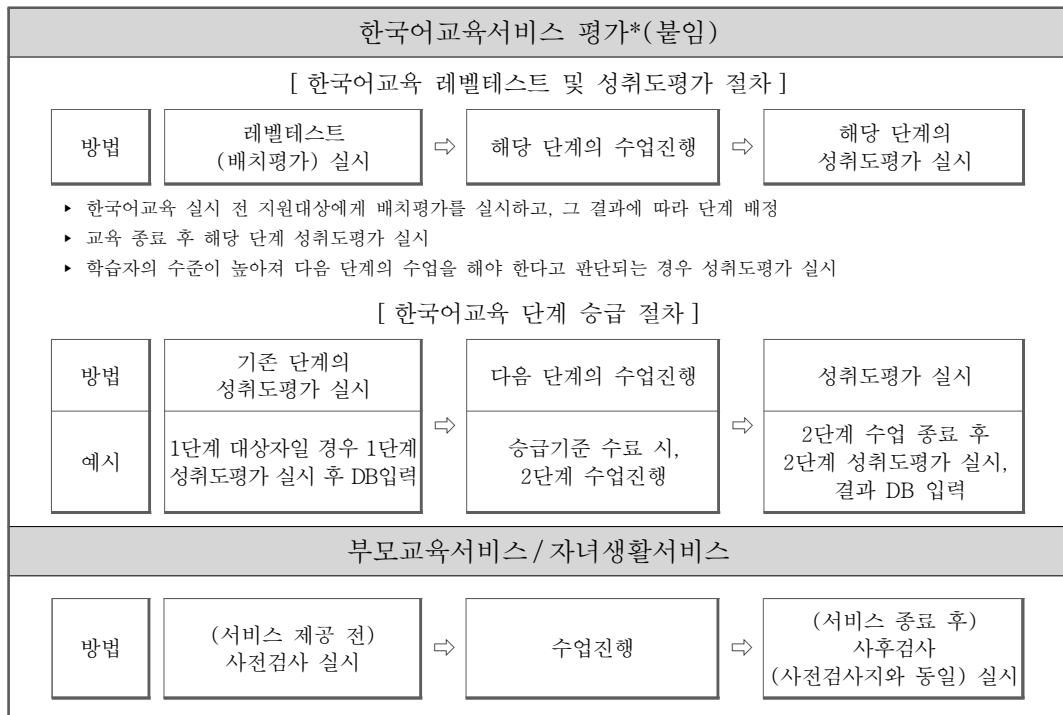 한국어교육서비스 평가*(붙임)
[ 한국어교육 레벨테스트 및 성취도평가 절차 ]
방법
레벨테스트
(배치평가) 실시
⇨
해당 단계의 수업진행
⇨
해당 단계의
성취도평가 실시
▸ 한국어교육 실시 전 지원대상에게 배치평가를 실시하고, 그 결과에 따라 단계 배정
▸ 교육 종료 후 해당 단계 성취도평가 실시
▸ 학습자의 수준이 높아져 다음 단계의 수업을 해야 한다고 판단되는 경우 성취도평가 실시
[ 한국어교육 단계 승급 절차 ]
방법
기존 단계의
성취도평가 실시
다음 단계의 수업진행
성취도평가 실시
⇨
⇨
예시
1단계 대상자일 경우 1단계
성취도평가 실시 후 DB입력
승급기준 수료 시,
2단계 수업진행
2단계 수업 종료 후
2단계 성취도평가 실시,
결과 DB 입력
부모교육서비스/자녀생활서비스
방법
(서비스 제공 전)
사전검사 실시
⇨
수업진행
⇨
(서비스 종료 후)
사후검사
(사전검사지와 동일) 실시